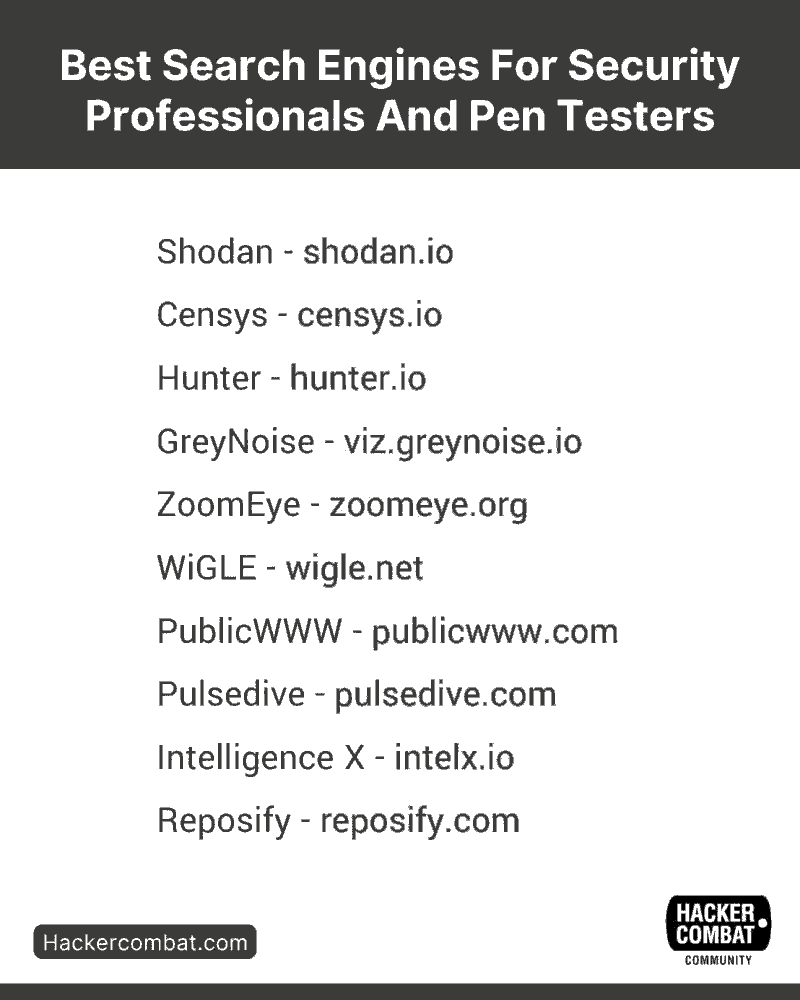 Best Search Engines For Security
Professionals And Pen Testers
Shodan - shodan.io
Censys - censys.io
Hunter - hunter.io
GreyNoise - viz.greynoise.io
ZoomEye - zoomeye.org
WiGLE - wigle.net
PublicWWW - publicwww.com
Pulsedive - pulsedive.com
Intelligence X - intelx.io
Reposify - reposify.com
Hackercombat.com
HACKER
COMBAT
COMMUNITY